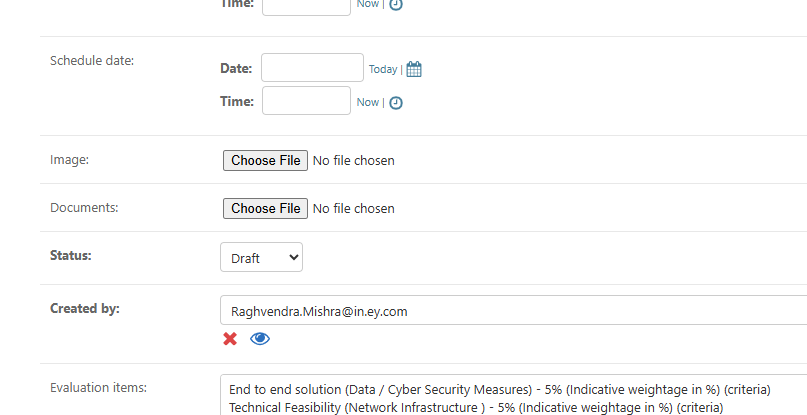 Time: Now |
Schedule date:
Date: Today |
Time: Now |
Image: Choose File No file chosen
Documents: Choose File No file chosen
Status: Draft
Created by: Raghvendra.Mishra@in.ey.com
Evaluation items: End to end solution (Data / Cyber Security Measures) - 5% (Indicative weightage in %) (criteria)
Technical Feasibility (Network Infrastructure ) - 5% (Indicative weightage in %) (criteria)